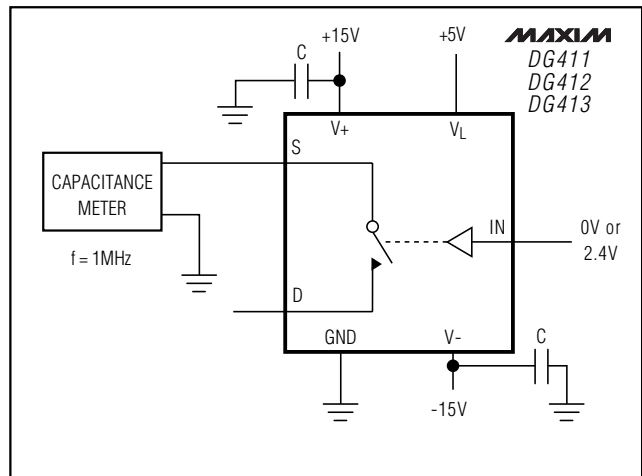 +15V
+5V
MAXIM
DG411
DG412
DG413
C
V+
VL
S
CAPACITANCE
METER
f = 1MHz
IN
0V or
2.4V
D
GND
V-
C
-15V